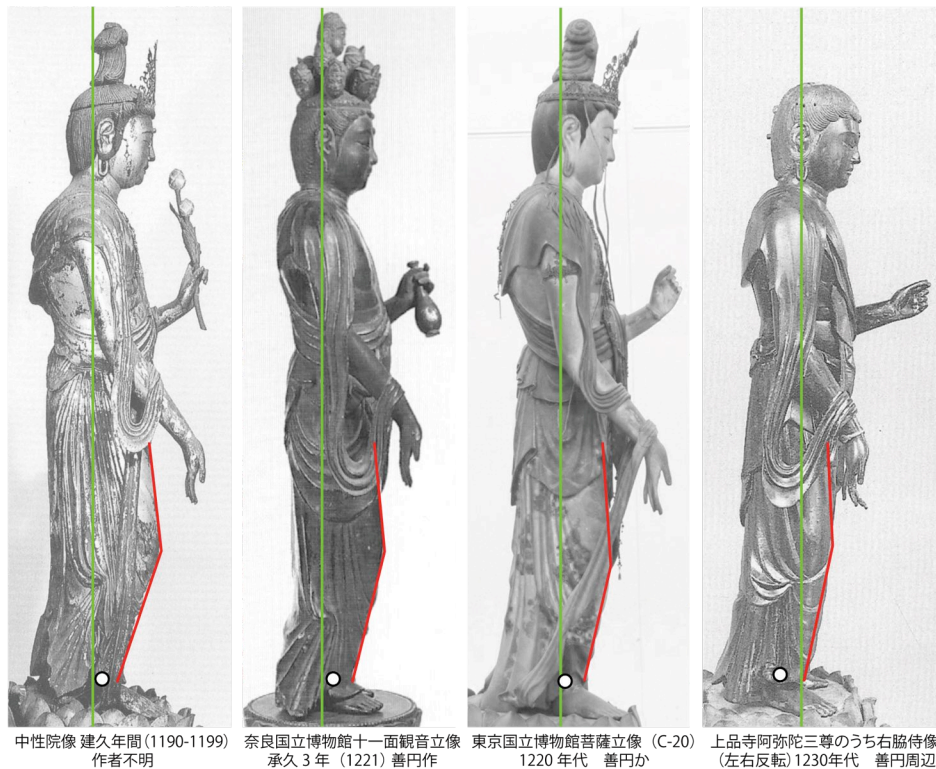 中性院像 建久年間（1190-1199）
作者不明
奈良国立博物館十一面観音立像
承久３年（1221）善円作
東京国立博物館菩薩立像（C-20）
1220年代　善円か
上品寺阿弥陀三尊のうち右脇侍像
（左右反転）1230年代　善円周辺